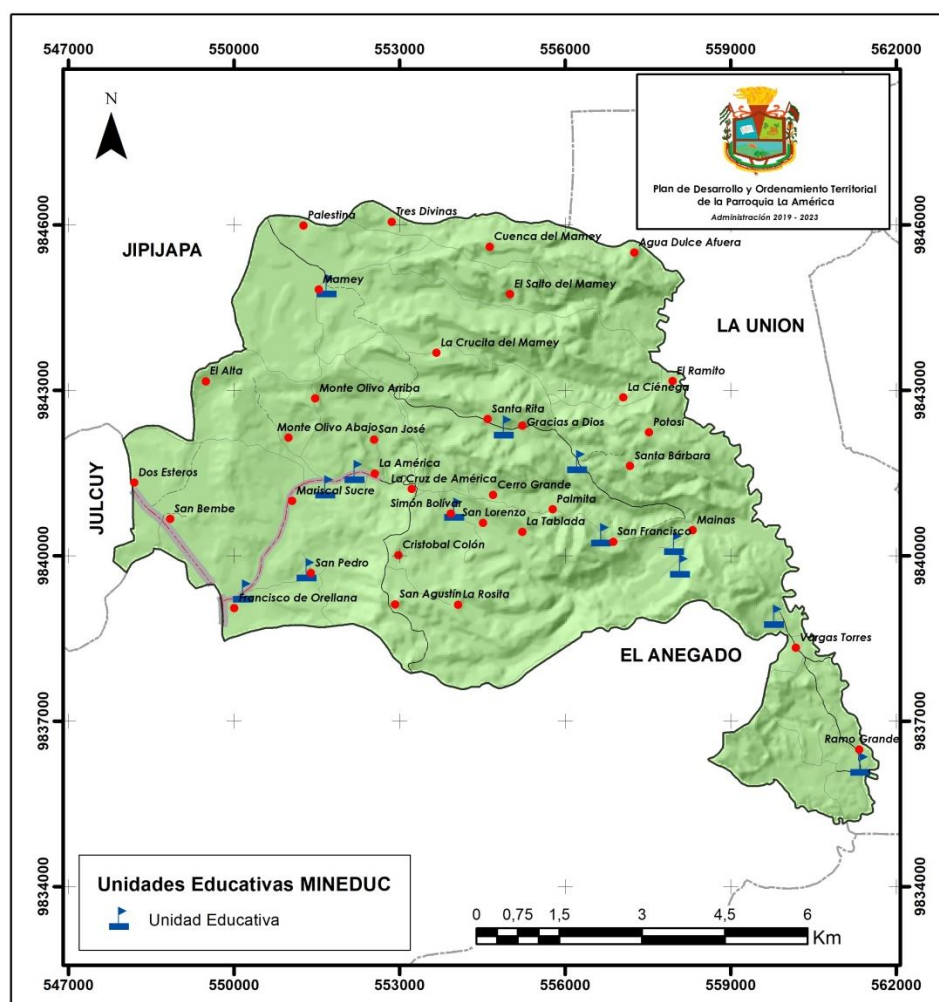 547000 550000 553000 556000 559000 562000
N
Plan de Desarrollo y Ordenamiento Territorial
de la Parroquia La América
Administración 2019 - 2023
9846000
9846000
Palestina
Tres Divinas
Cuenca del Mamey
Agua Dulce Afuera
JIPIJAPA
Mamey
El Salto del Mamey
LA UNION
La Crucita del Mamey
9843000
9843000
El Alta
El Ramito
Monte Olivo Arriba
La Ciénega
Santa Rita
Gracias a Dios
Potosí
Monte Olivo Abajo
San José
Santa Bárbara
La América
Dos Esteros
La Cruz de América
Cerro Grande
JULCUY
Mariscal Sucre
Simón Bolívar
Palmita
San Bembe
San Lorenzo
La Tablada
San Francisco
Mainas
9840000
9840000
Cristobal Colón
San Pedro
Francisco de Orellana
San Agustín
La Rosita
EL ANEGADO
Vargas Torres
9837000
9837000
Ramo Grande
9834000
9834000
Unidades Educativas MINEDUC
Unidad Educativa
0 0,75 1,5 3 4,5 6
Km
547000 550000 553000 556000 559000 562000